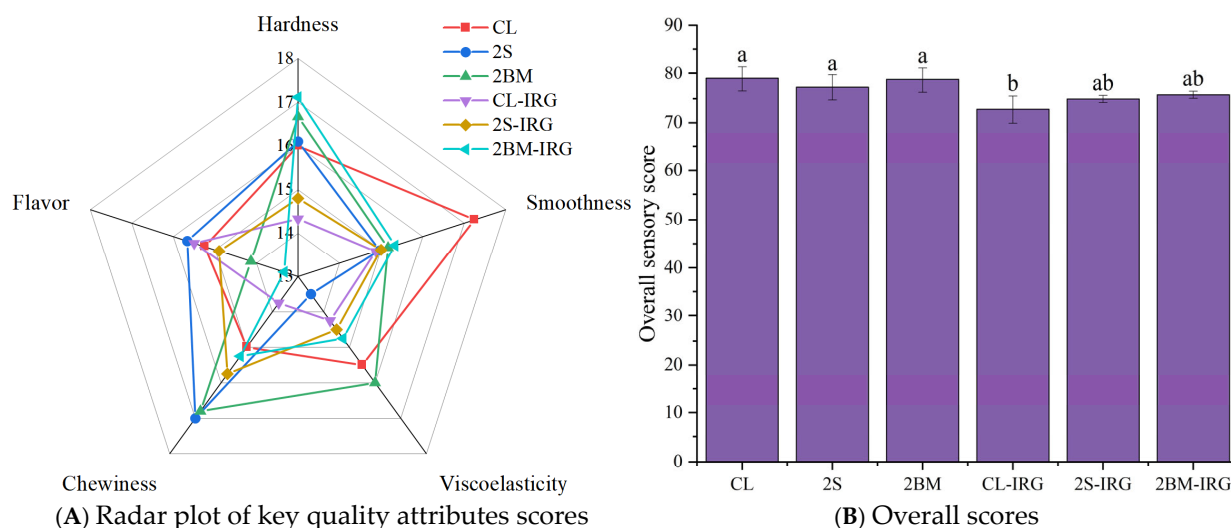 Hardness
18
17
16
15
14
13
Smoothness
Viscoelasticity
Chewiness
Flavor
CL
2S
2BM
CL-IRG
2S-IRG
2BM-IRG
(A) Radar plot of key quality attributes scores
Overall sensory score
90
80
70
60
50
40
30
20
10
0
a
a
a
b
ab
ab
CL
2S
2BM
CL-IRG
2S-IRG
2BM-IRG
(B) Overall scores